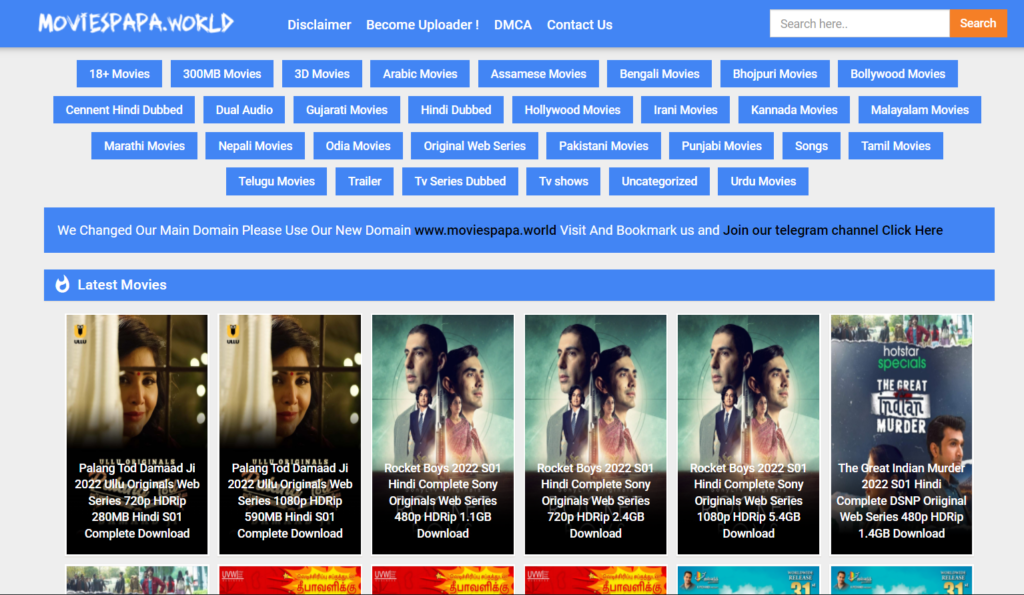 MOVIESPAPA.WORLD
Disclaimer Become Uploader ! DMCA Contact Us
Search here.. Search
18+ Movies 300MB Movies 3D Movies Arabic Movies Assamese Movies Bengali Movies Bhojpuri Movies Bollywood Movies
Cennent Hindi Dubbed Dual Audio Gujarati Movies Hindi Dubbed Hollywood Movies Irani Movies Kannada Movies Malayalam Movies
Marathi Movies Nepali Movies Odia Movies Original Web Series Pakistani Movies Punjabi Movies Songs Tamil Movies
Telugu Movies Trailer Tv Series Dubbed Tv shows Uncategorized Urdu Movies
We Changed Our Main Domain Please Use Our New Domain www.moviespapa.world Visit And Bookmark us and Join our telegram channel Click Here
Latest Movies
ULLU
ULLU ORIGINALS
Palang Tod Damaad Ji
2022 Ullu Originals Web
Series 720p HDRip
280MB Hindi S01
Complete Download
ULLU
ULLU ORIGINALS
Palang Tod Damaad Ji
2022 Ullu Originals Web
Series 1080p HDRip
590MB Hindi S01
Complete Download
Rocket Boys 2022 S01
Hindi Complete Sony
Originals Web Series
480p HDRip 1.1GB
Download
Rocket Boys 2022 S01
Hindi Complete Sony
Originals Web Series
720p HDRip 2.4GB
Download
Rocket Boys 2022 S01
Hindi Complete Sony
Originals Web Series
1080p HDRip 5.4GB
Download
hotstar
specials
THE GREAT
Indian
MURDER
The Great Indian Murder
2022 S01 Hindi
Complete DSNP Oriiginal
Web Series 480p HDRip
1.4GB Download
தீபாவளிக்கு
தீபாவளிக்கு
தீபாவளிக்கு
WORLDWIDE
RELEASE
31st
WORLDWIDE
RELEASE
31st